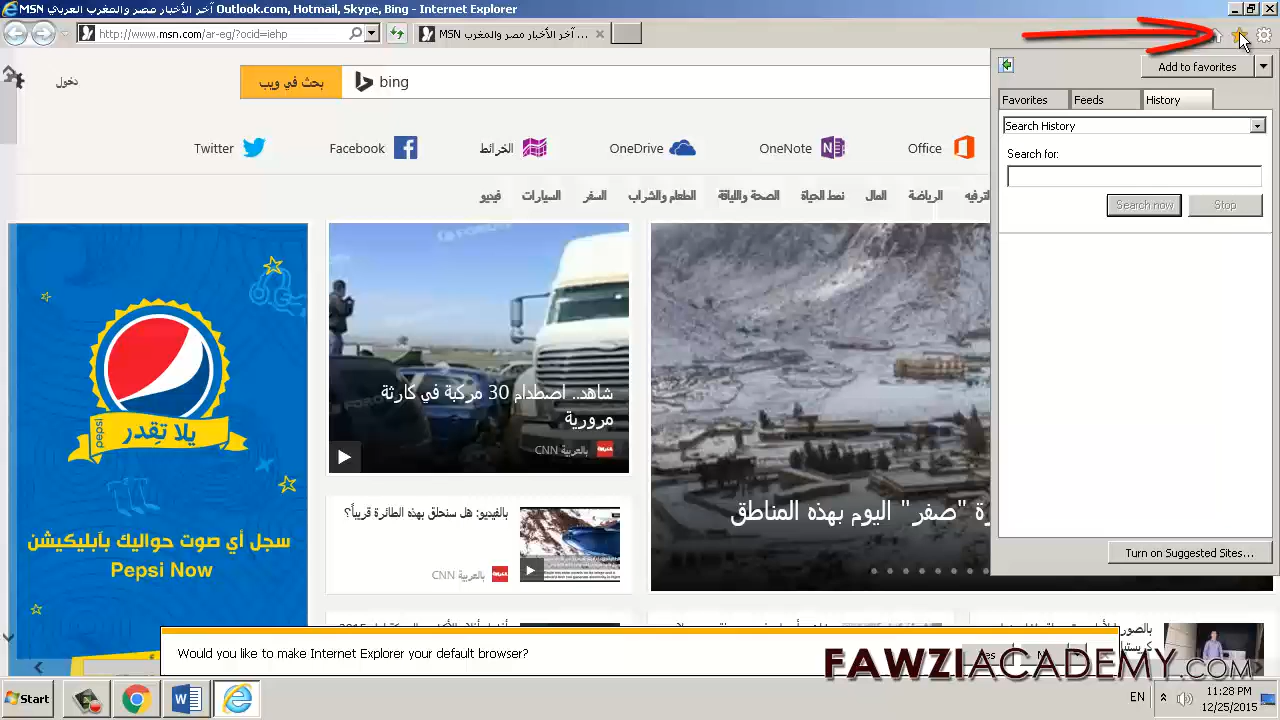 MSN آخر الأخبار مصر والمغرب العربي Outlook.com, Hotmail, Skype, Bing - Internet Explorer
http://www.msn.com/ar-eg/?ocid=iehp
MSN آخر الأخبار مصر والمغرب ...
Add to favorites
Favorites
Feeds
History
Search History
Search for:
Search now
Stop
Turn on Suggested Sites...
دخول
بحث في ويب
bing
Twitter
Facebook
الخرائط
OneDrive
OneNote
Office
الترفيه
الرياضة
المال
نمط الحياة
الصحة واللياقة
الطعام والشراب
السفر
السيارات
فيديو
pepsi
يلا تقدر
سجل أي صوت حواليك بآبليكيشن
Pepsi Now
شاهد.. اصطدام 30 مركبة في كارثة
مرورية
CNN بالعربية
بالفيديو: هل سنحلق بهذه الطائرة قريباً؟
CNN بالعربية
"صفر" اليوم بهذه المناطق
Would you like to make Internet Explorer your default browser?
FAWZIACADEMY.COM
Start
EN
11:28 PM
12/25/2015